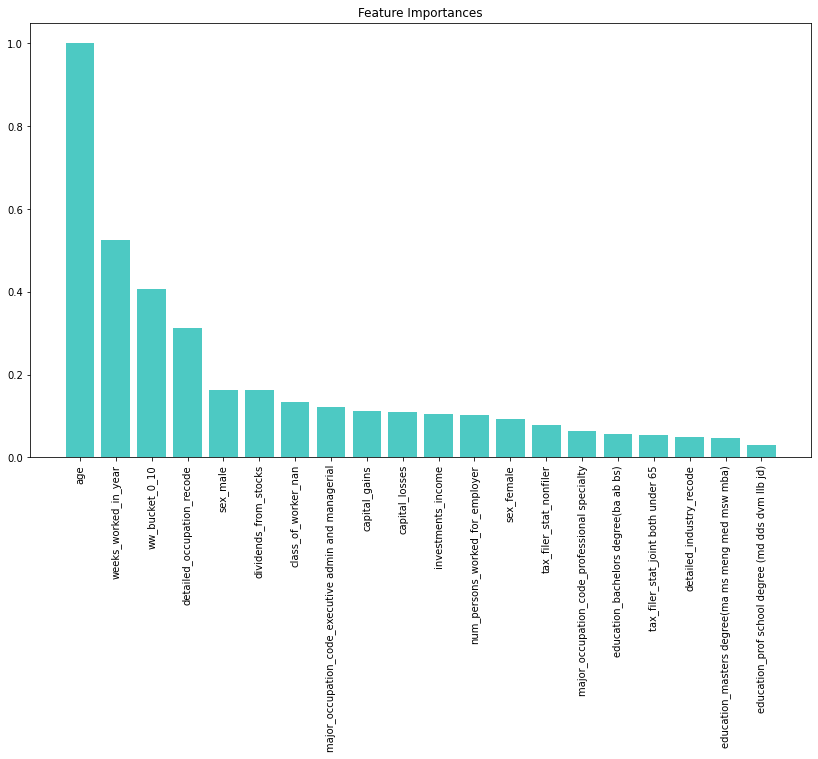 Feature Importances
1.0
0.8
0.6
0.4
0.2
0.0
age
weeks_worked_in_year
ww_bucket_0_10
detailed_occupation_recode
sex_male
dividends_from_stocks
class_of_worker_nan
major_occupation_code_executive admin and managerial
capital_gains
capital_losses
investments_income
num_persons_worked_for_employer
sex_female
tax_filer_stat_nonfiler
major_occupation_code_professional specialty
education_bachelors degree(ba ab bs)
tax_filer_stat_joint both under 65
detailed_industry_recode
education_masters degree(ma ms meng med msw mba)
education_prof school degree (md dds dvm llb jd)